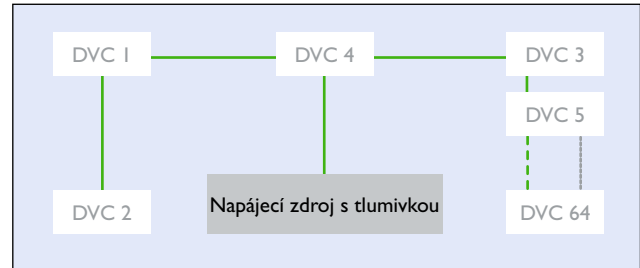 DVC 1
DVC 4
DVC 3
DVC 5
DVC 2
Napájecí zdroj s tlumivkou
DVC 64